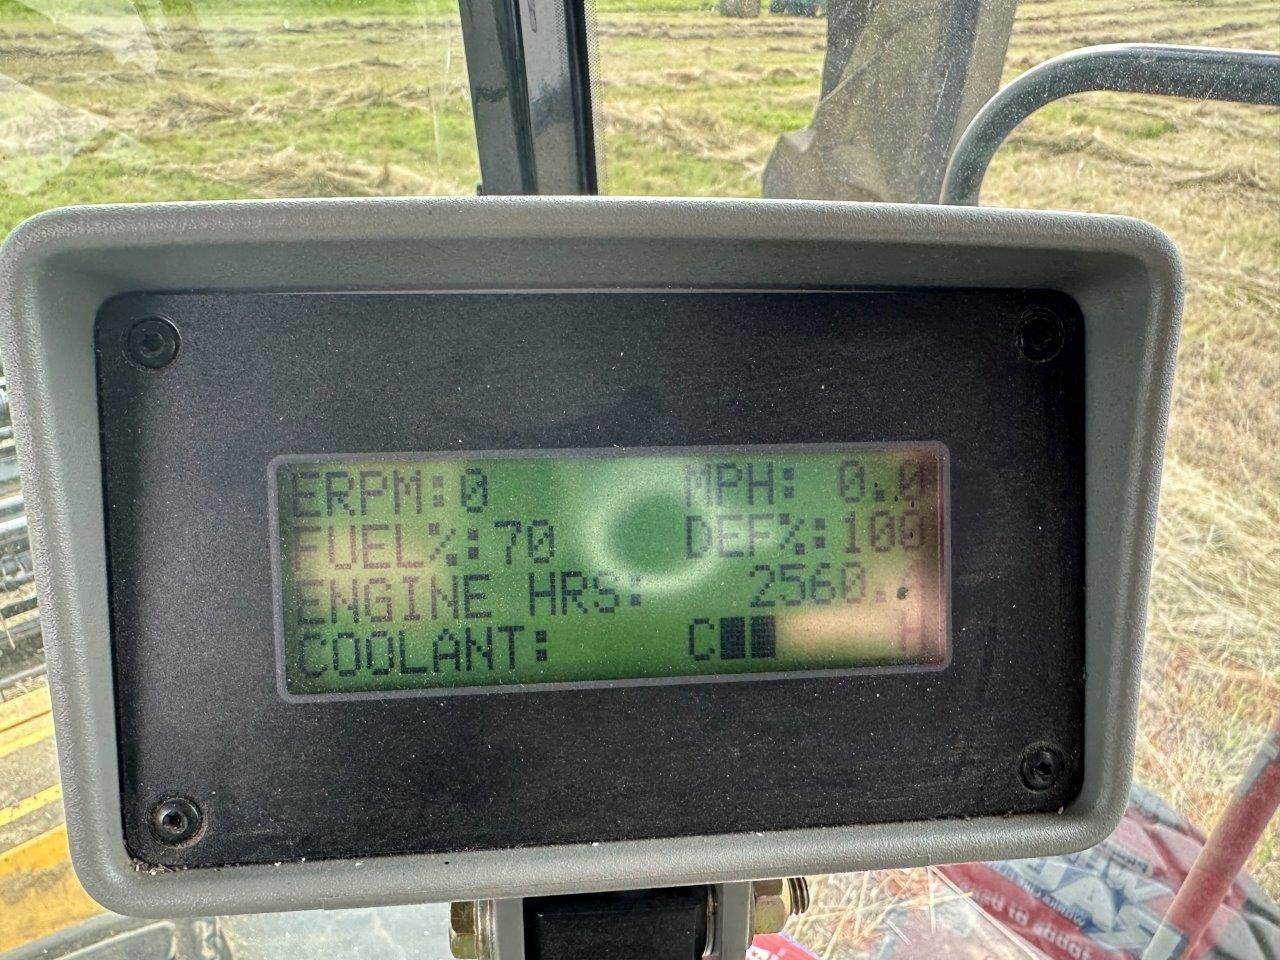 ERPM:0 MPH: 0.0
FUEL%:70 DEF%:100
ENGINE HRS: 2560.
COOLANT: C H